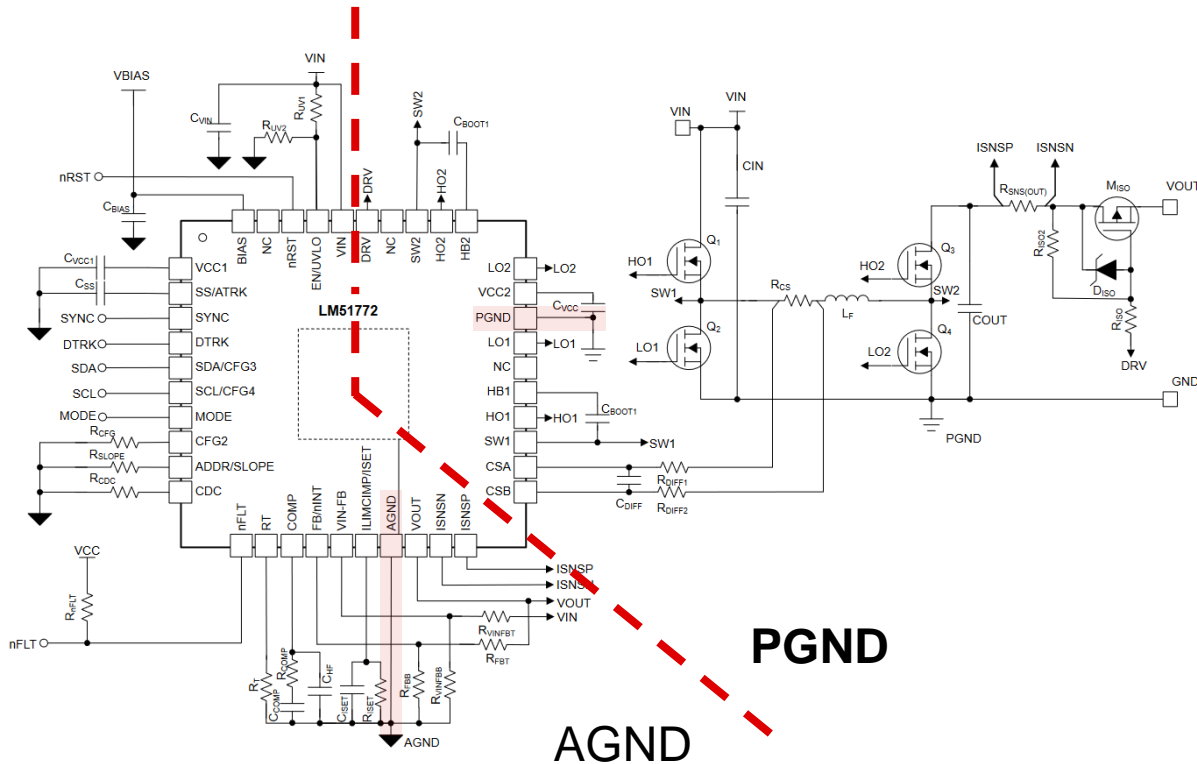 VIN
VBIAS
CVIN
RUV1
RUV2
SW2
CBOOT1
nRST
DRV
HO2
CBIAS
BIAS
NC
nRST
EN/UVLO
VIN
DRV
NC
SW2
HO2
HB2
CVCC1
VCC1
LO2
LO2
CSS
SS/ATRK
LM51772
VCC2
CVCC
SYNC
SYNC
PGND
DTRK
DTRK
LO1
LO1
SDA
SDA/CFG3
NC
SCL
SCL/CFG4
HB1
MODE
MODE
HO1
HO1
CBOOT1
RCFG
CFG2
SW1
SW1
RSLOPE
ADDR/SLOPE
CSA
RDIFF1
RCDC
CDC
CSB
CDIFF
RDIFF2
nFLT
RT
COMP
FB/nINT
VIN-FB
ILIMCIMP/ISET
AGND
VOUT
ISNSN
ISNSP
VCC
RnFLT
nFLT
ISNSP
ISNSN
VOUT
VIN
RVINFBT
RFBT
RT
RCOMP
CCOMP
CHF
CISET
RISET
RFBB
RVINFBB
AGND
VIN
VIN
CIN
ISNSP
ISNSN
RSNS(OUT)
MISO
VOUT
Q1
HO1
SW1
RCS
LF
Q3
HO2
SW2
RISO2
DISO
RISO
DRV
Q2
LO1
Q4
LO2
COUT
GND
PGND
PGND
AGND